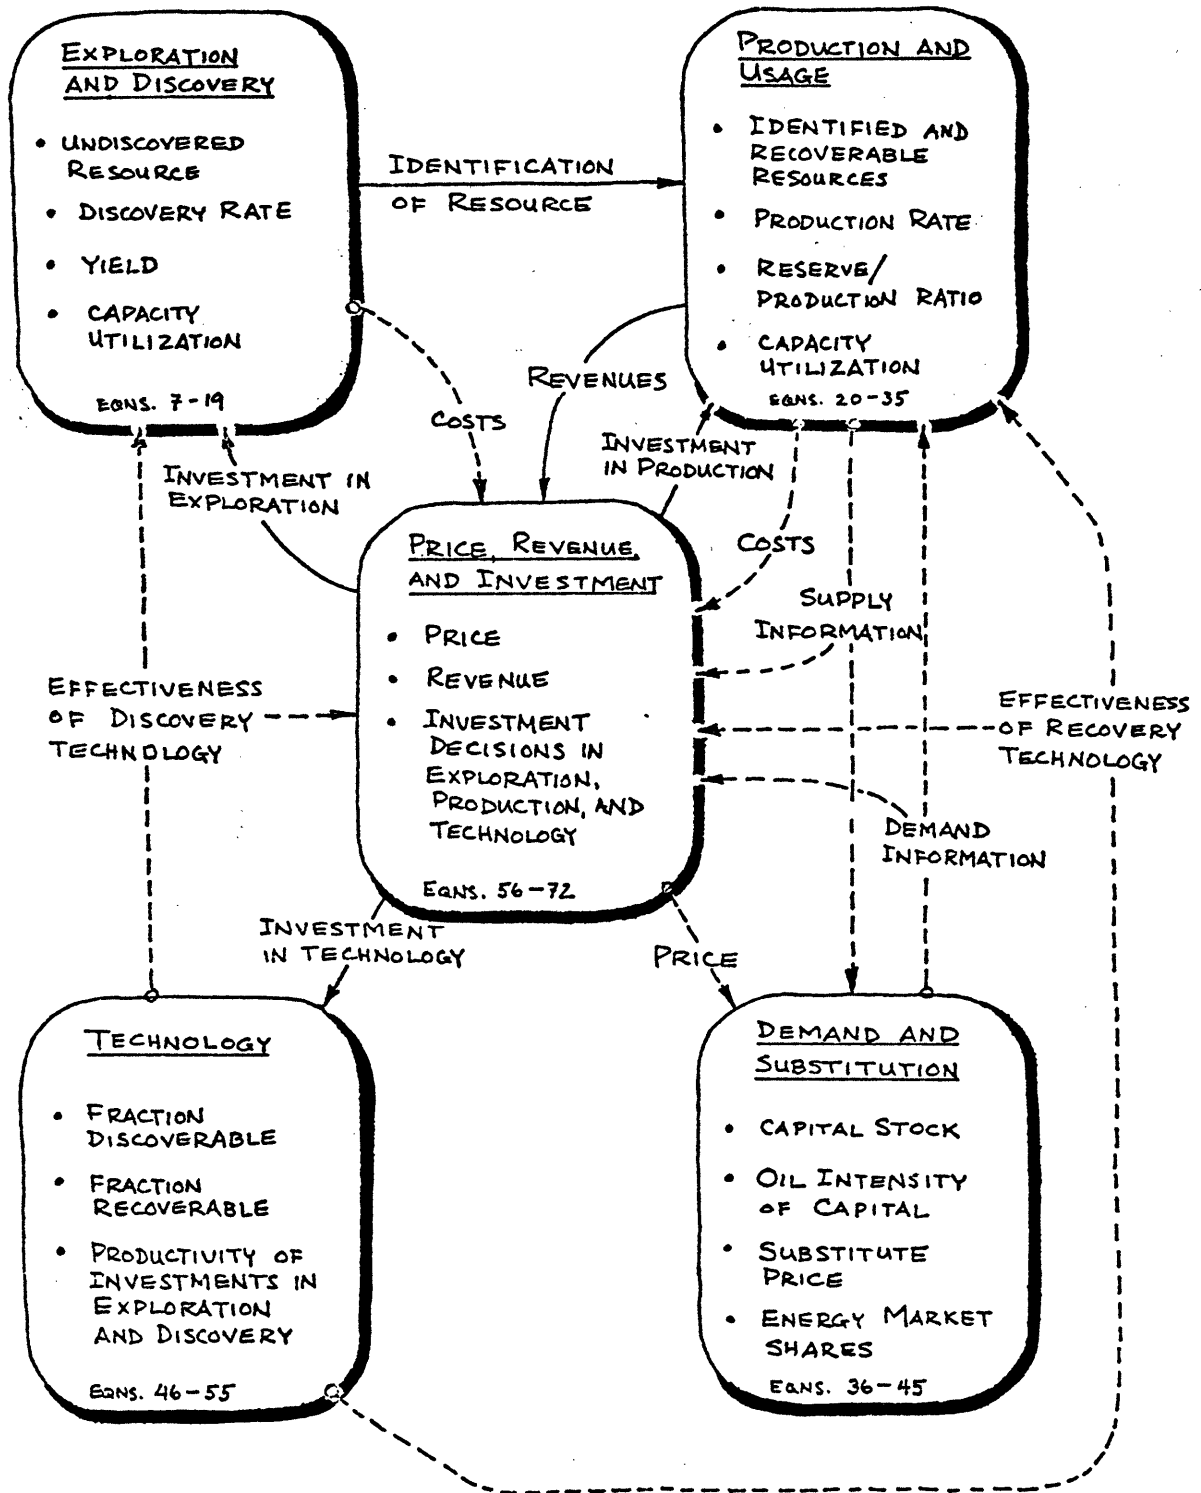 EXPLORATION
AND DISCOVERY
• UNDISCOVERED
RESOURCE
• DISCOVERY RATE
• YIELD
• CAPACITY
UTILIZATION
EQNS. 7-19
IDENTIFICATION
OF RESOURCE
PRODUCTION AND
USAGE
• IDENTIFIED AND
RECOVERABLE
RESOURCES
• PRODUCTION RATE
• RESERVE/
PRODUCTION RATIO
• CAPACITY
UTILIZATION
EQNS. 20-35
REVENUES
COSTS
INVESTMENT
IN PRODUCTION
INVESTMENT IN
EXPLORATION
COSTS
SUPPLY
INFORMATION
PRICE, REVENUE,
AND INVESTMENT
• PRICE
• REVENUE
• INVESTMENT
DECISIONS IN
EXPLORATION,
PRODUCTION, AND
TECHNOLOGY
EQNS. 56-72
EFFECTIVENESS
OF DISCOVERY
TECHNOLOGY
EFFECTIVENESS
OF RECOVERY
TECHNOLOGY
DEMAND
INFORMATION
INVESTMENT
IN TECHNOLOGY
PRICE
TECHNOLOGY
• FRACTION
DISCOVERABLE
• FRACTION
RECOVERABLE
• PRODUCTIVITY OF
INVESTMENTS IN
EXPLORATION
AND DISCOVERY
EQNS. 46-55
DEMAND AND
SUBSTITUTION
• CAPITAL STOCK
• OIL INTENSITY
OF CAPITAL
• SUBSTITUTE
PRICE
• ENERGY MARKET
SHARES
EQNS. 36-45